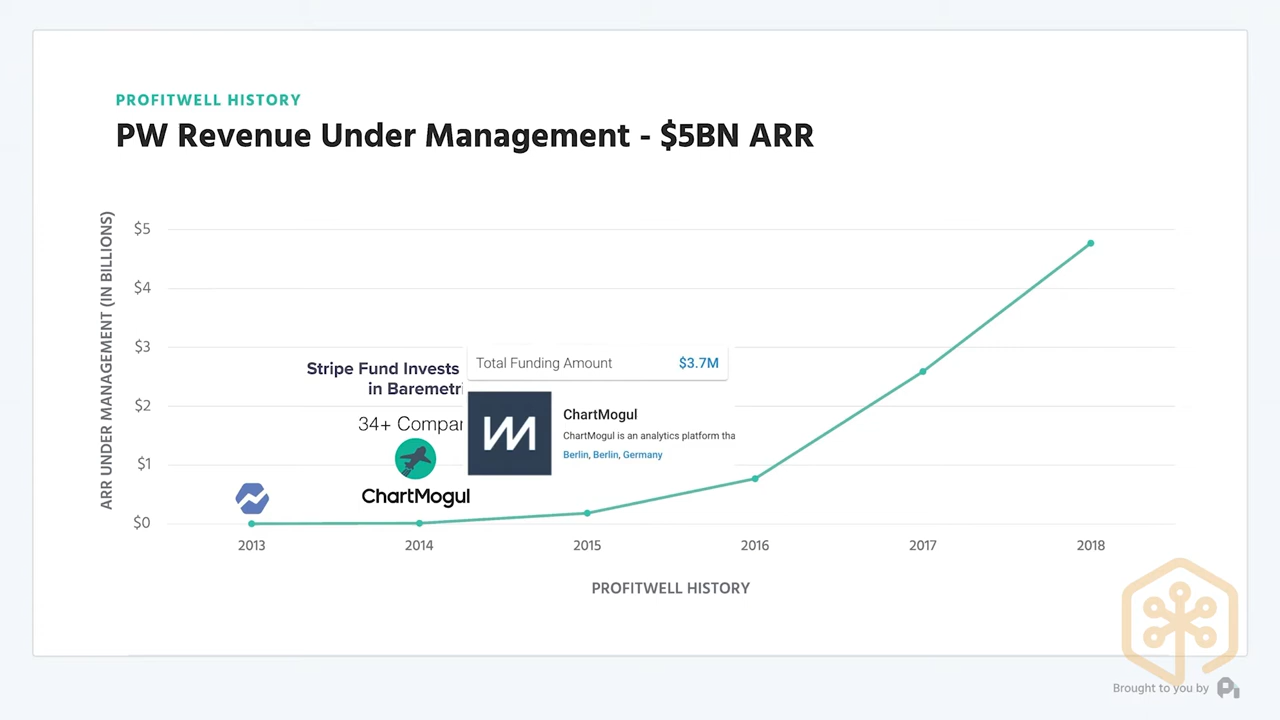 PROFITWELL HISTORY
PW Revenue Under Management - $5BN ARR
ARR UNDER MANAGEMENT (IN BILLIONS)
$5
$4
$3
$2
$1
$0
Stripe Fund Invests
in Baremetri
34+ Compar
ChartMogul
Total Funding Amount $3.7M
ChartMogul
ChartMogul is an analytics platform tha
Berlin, Berlin, Germany
2013 2014 2015 2016 2017 2018
PROFITWELL HISTORY
Brought to you by